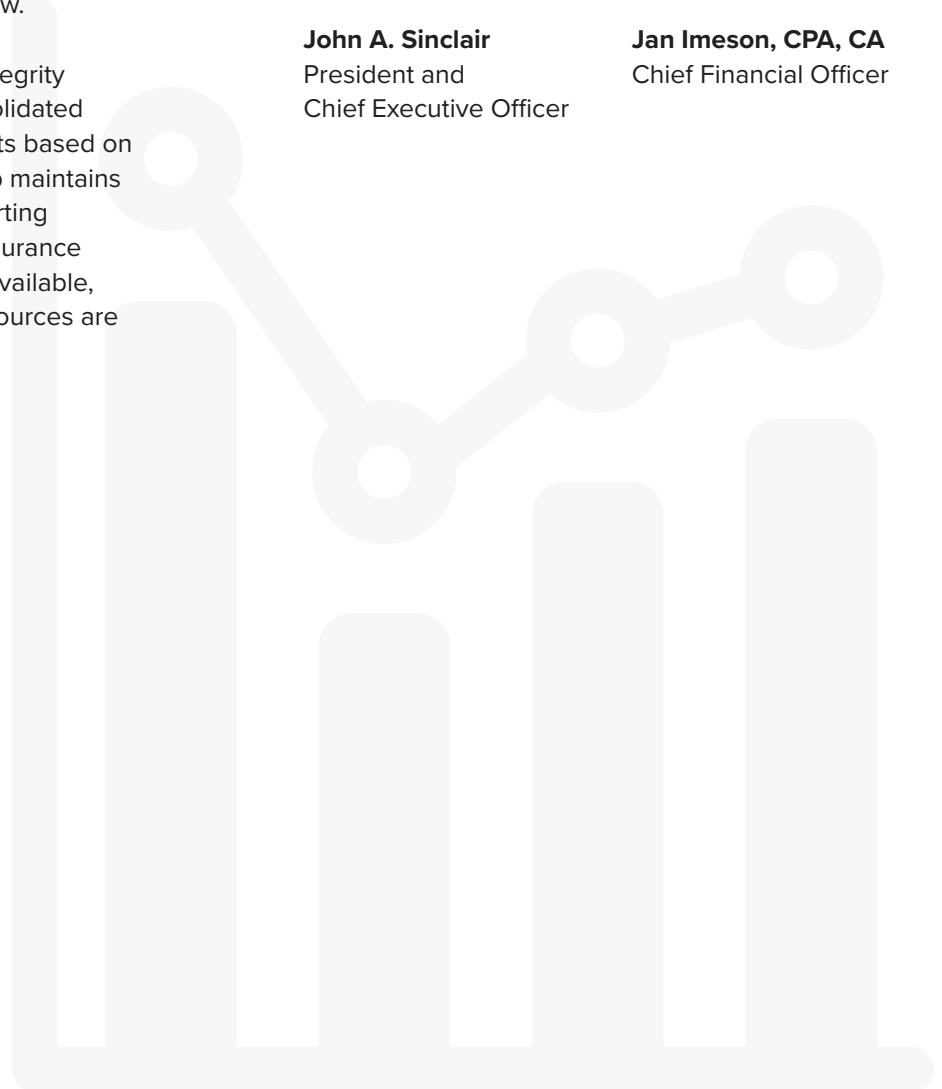 w.
egrity
olidated
ts based on
o maintains
rting
urance
vailable,
ources are
John A. Sinclair
President and
Chief Executive Officer
Jan Imeson, CPA, CA
Chief Financial Officer